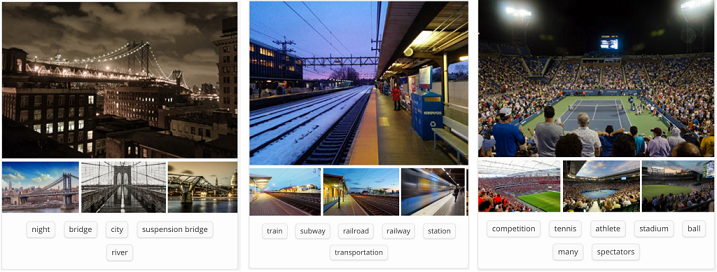 night bridge city suspension bridge
river
train subway railroad railway station
transportation
competition tennis athlete stadium ball
many spectators